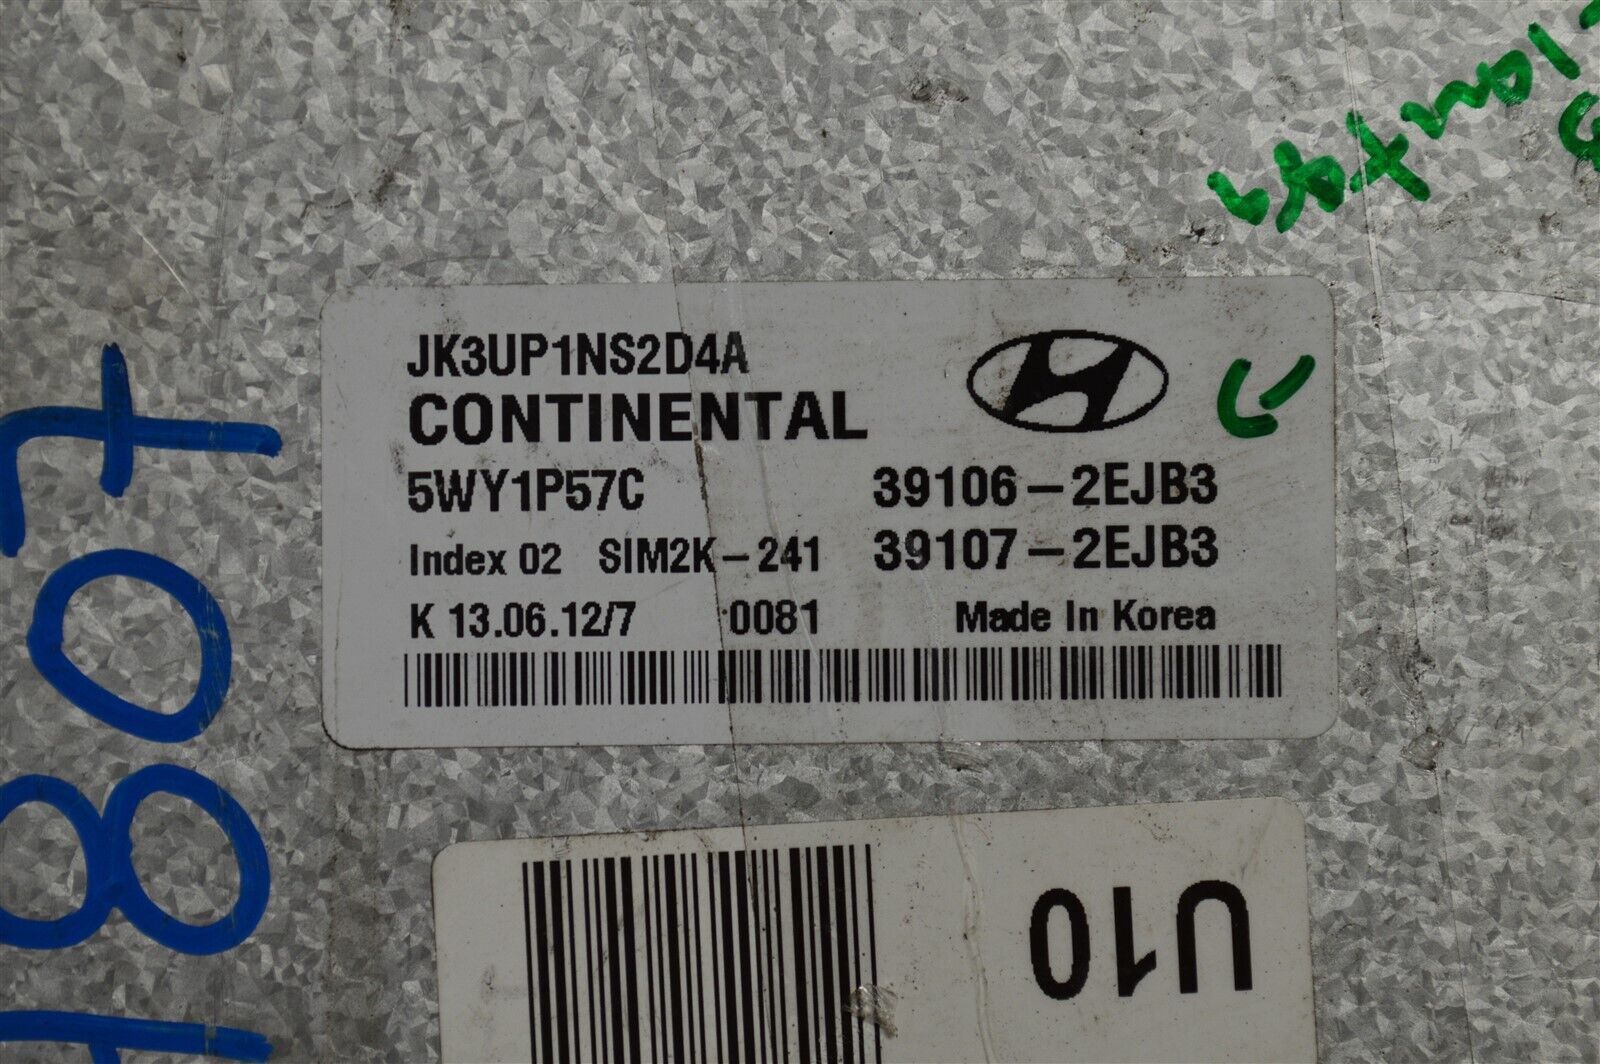 JK3UP1NS2D4A
CONTINENTAL
5WY1P57C 39106-2EJB3
Index 02 SIM2K-241 39107-2EJB3
K 13.06.12/7 0081 Made In Korea
U10